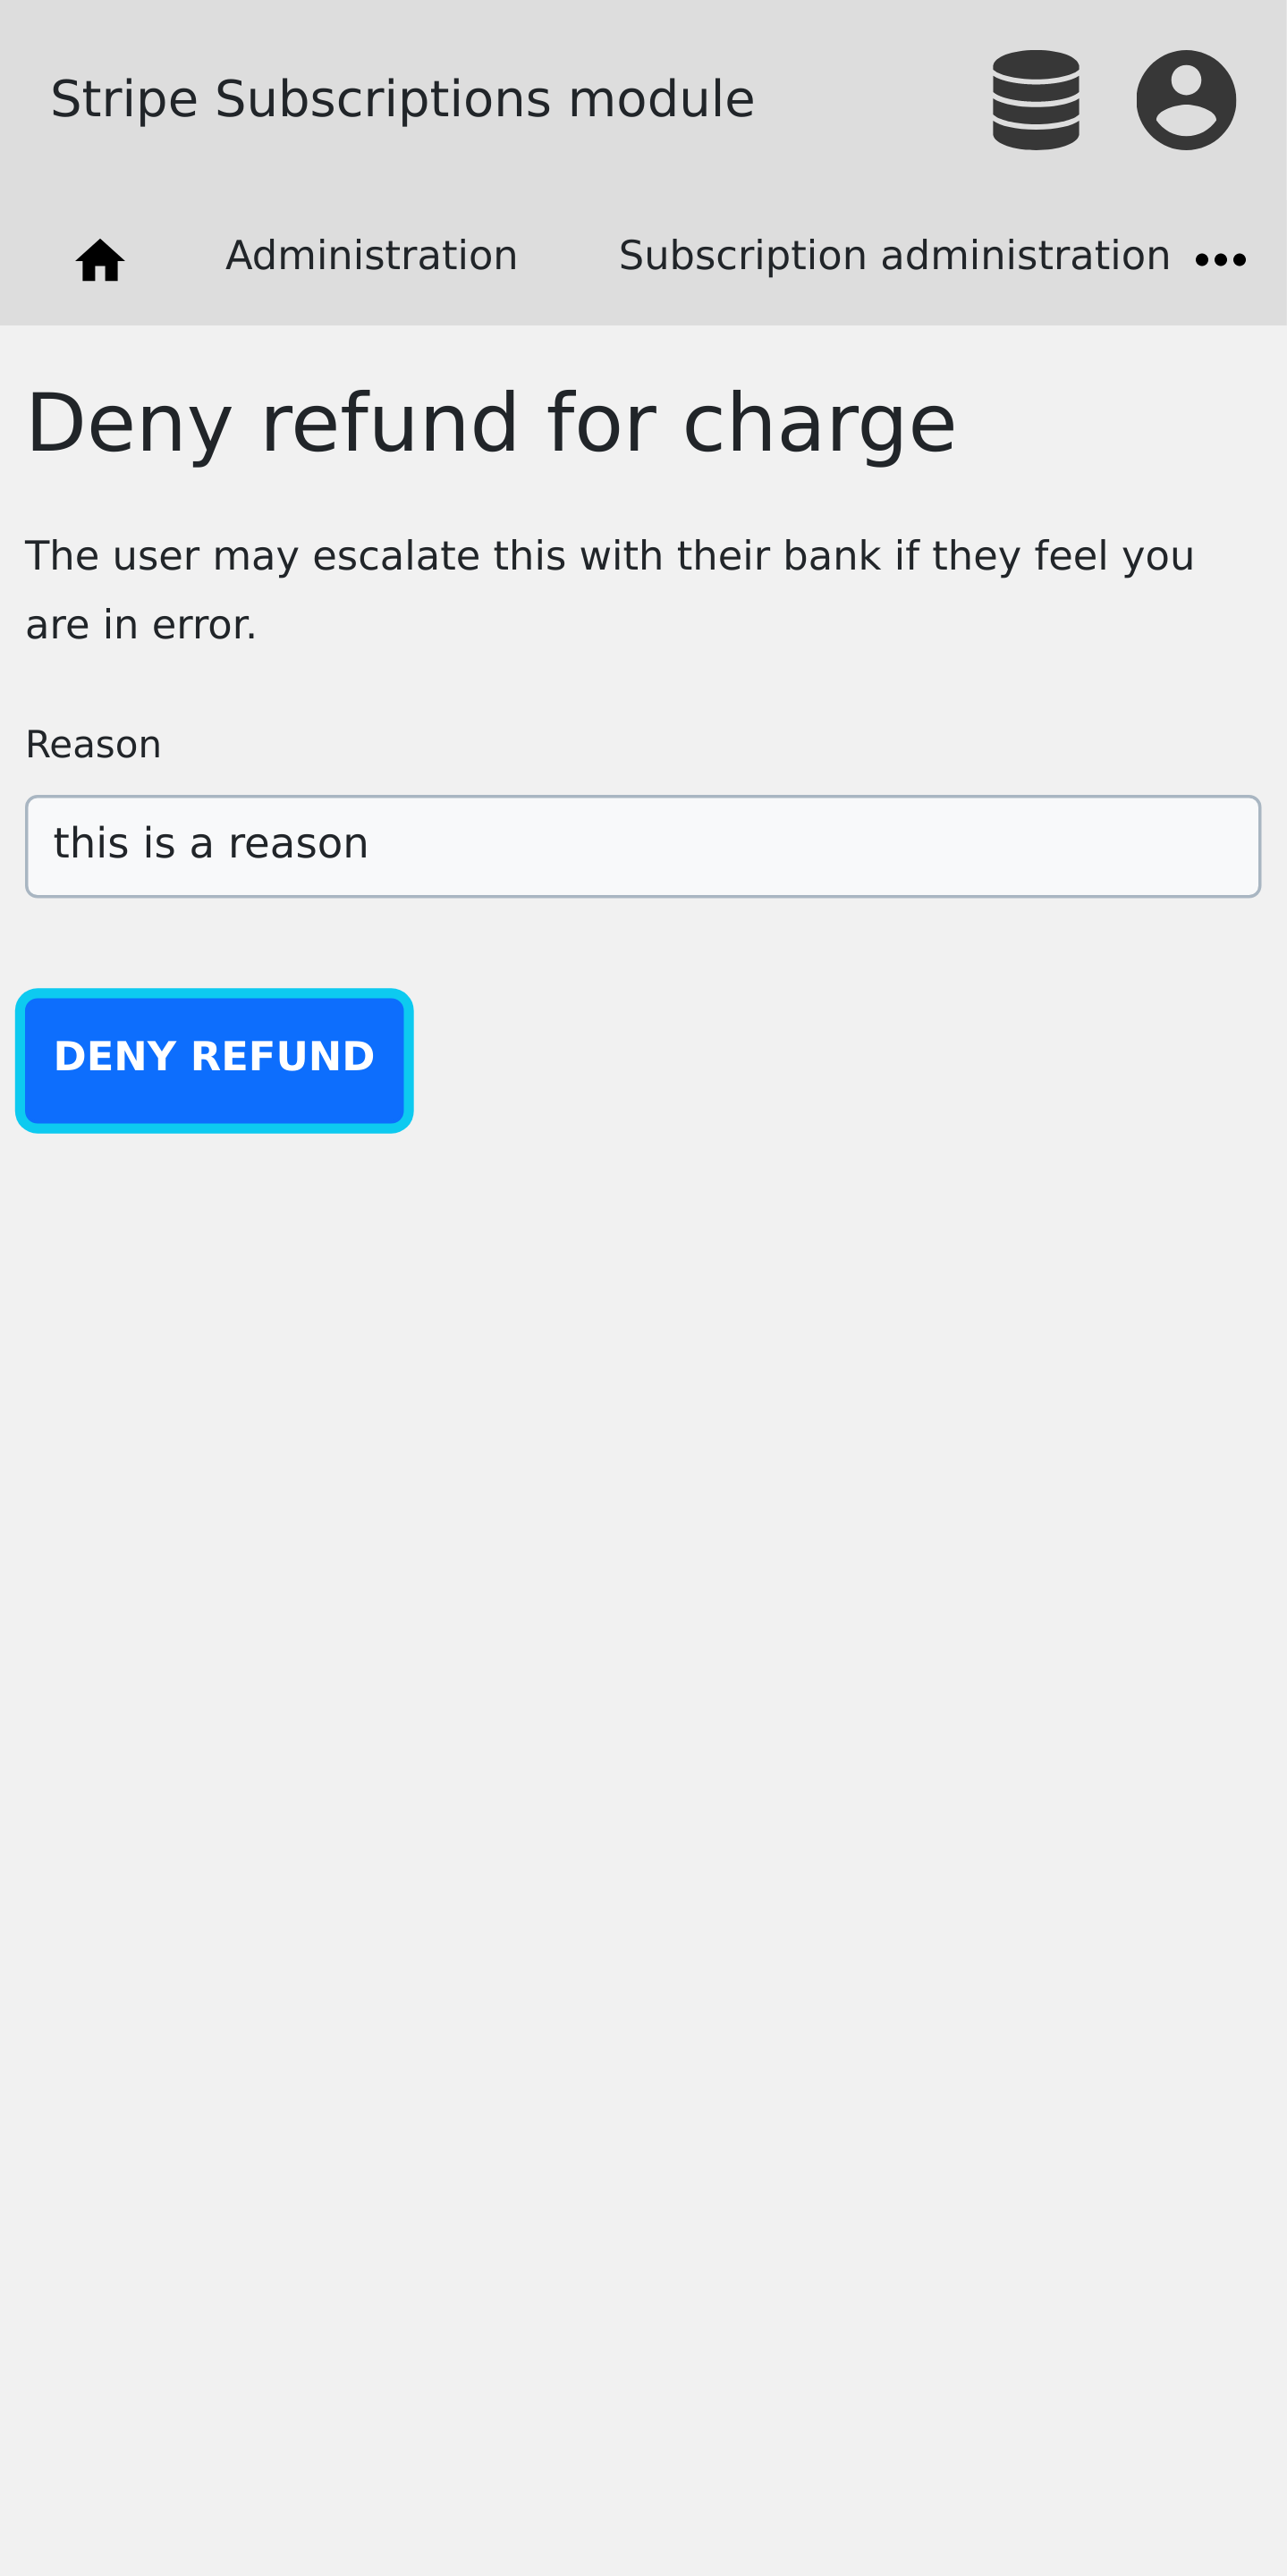 Stripe Subscriptions module
Administration Subscription administration
Deny refund for charge
The user may escalate this with their bank if they feel you
are in error.
Reason
this is a reason
DENY REFUND